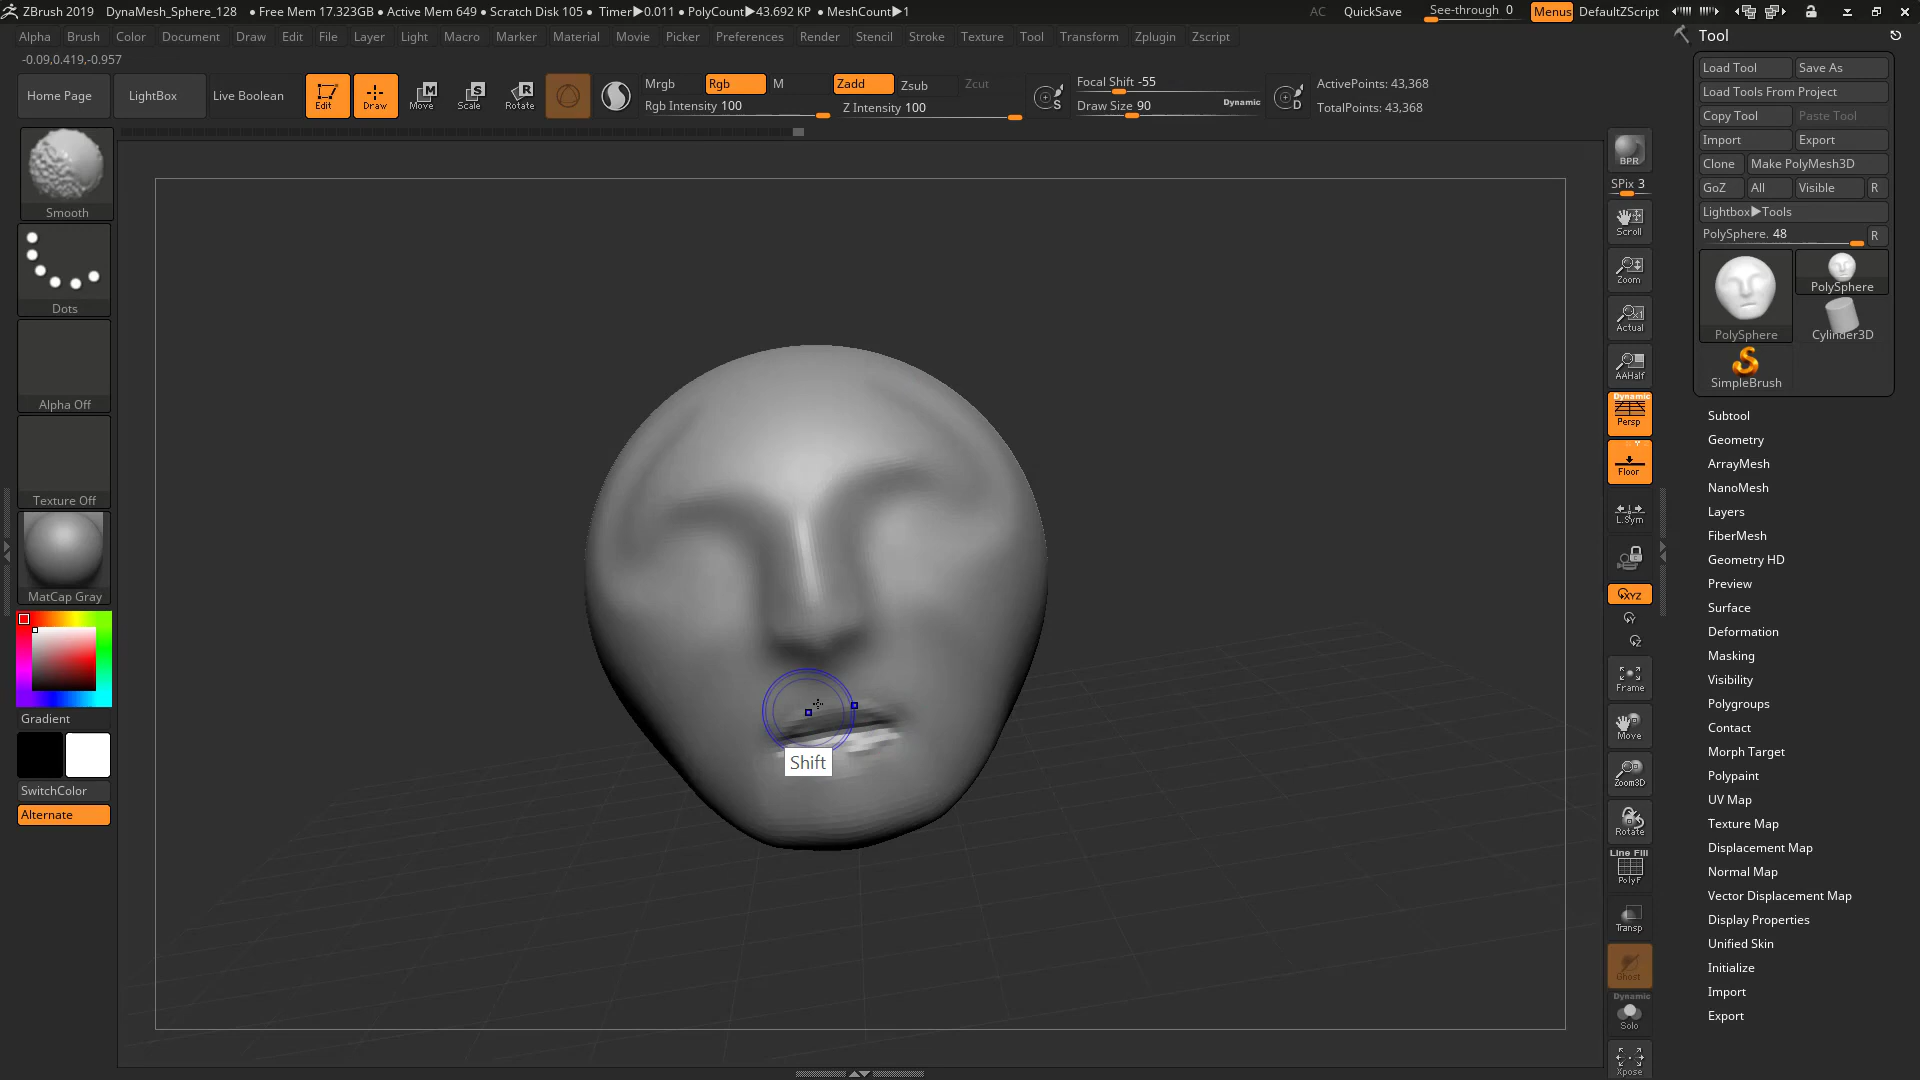 ZBrush 2019 DynaMesh_Sphere_128 • Free Mem 17.323GB • Active Mem 649 • Scratch Disk 105 • Timer▶0.011 • PolyCount▶43.692 KP • MeshCount▶1 AC QuickSave See-through 0 Menus DefaultZScript
Alpha Brush Color Document Draw Edit File Layer Light Macro Marker Material Movie Picker Preferences Render Stencil Stroke Texture Tool Transform Zplugin Zscript
-0.09,0.419,-0.957
Home Page LightBox Live Boolean Edit Draw Move Scale Rotate
M S R
Mrgb Rgb M Zadd Zsub Zcut
Rgb Intensity 100 Z Intensity 100
S Focal Shift -55
Draw Size 90 Dynamic D
ActivePoints: 43,368
TotalPoints: 43,368
Smooth
Dots
Alpha Off
Texture Off
MatCap Gray
Gradient
SwitchColor
Alternate
Shift
BPR
SPix 3
Scroll
Zoom
Actual
AAHalf
Dynamic
Persp
Floor
L.Sym
XYZ
Y
Z
Frame
Move
Zoom3D
Rotate
Line Fill
PolyF
Transp
Ghost
Dynamic
Solo
Xpose
Tool
Load Tool Save As
Load Tools From Project
Copy Tool Paste Tool
Import Export
Clone Make PolyMesh3D
GoZ All Visible R
Lightbox▶Tools
PolySphere. 48 R
PolySphere
PolySphere Cylinder3D
SimpleBrush
Subtool
Geometry
ArrayMesh
NanoMesh
Layers
FiberMesh
Geometry HD
Preview
Surface
Deformation
Masking
Visibility
Polygroups
Contact
Morph Target
Polypaint
UV Map
Texture Map
Displacement Map
Normal Map
Vector Displacement Map
Display Properties
Unified Skin
Initialize
Import
Export